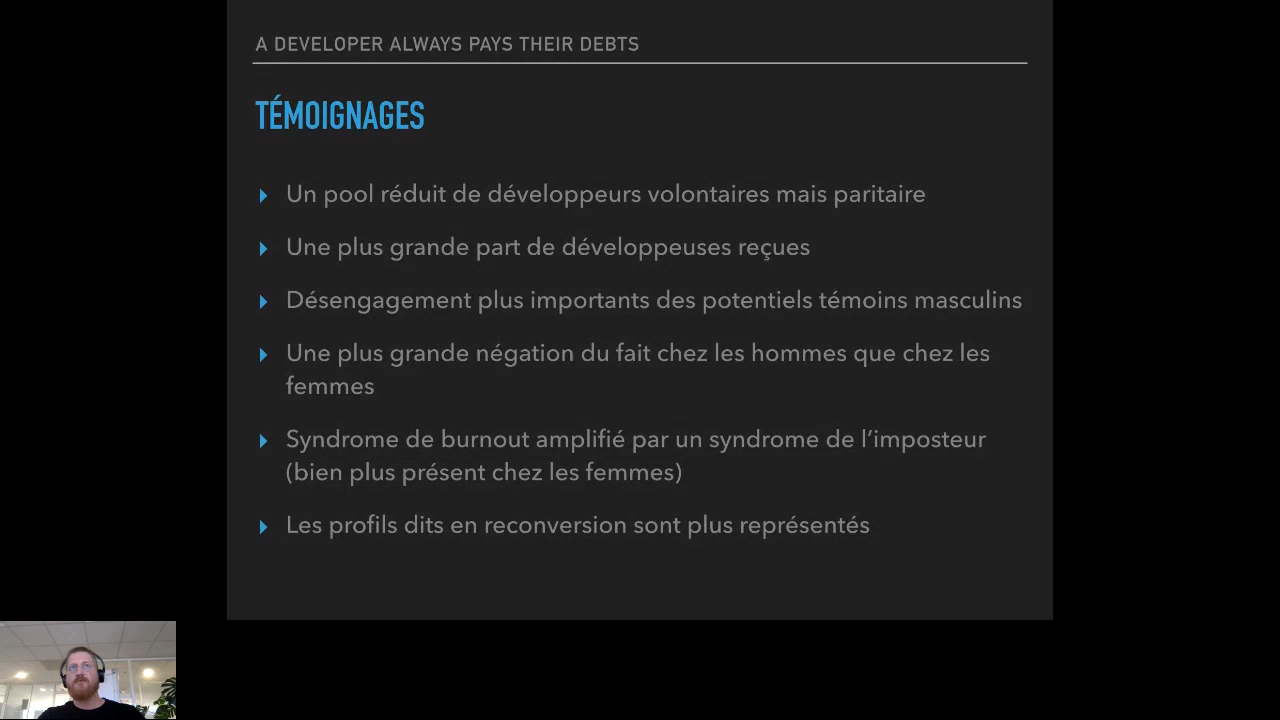 A DEVELOPER ALWAYS PAYS THEIR DEBTS
TÉMOIGNAGES
Un pool réduit de développeurs volontaires mais paritaire
Une plus grande part de développeuses reçues
Désengagement plus importants des potentiels témoins masculins
Une plus grande négation du fait chez les hommes que chez les
femmes
Syndrome de burnout amplifié par un syndrome de l’imposteur
(bien plus présent chez les femmes)
Les profils dits en reconversion sont plus représentés